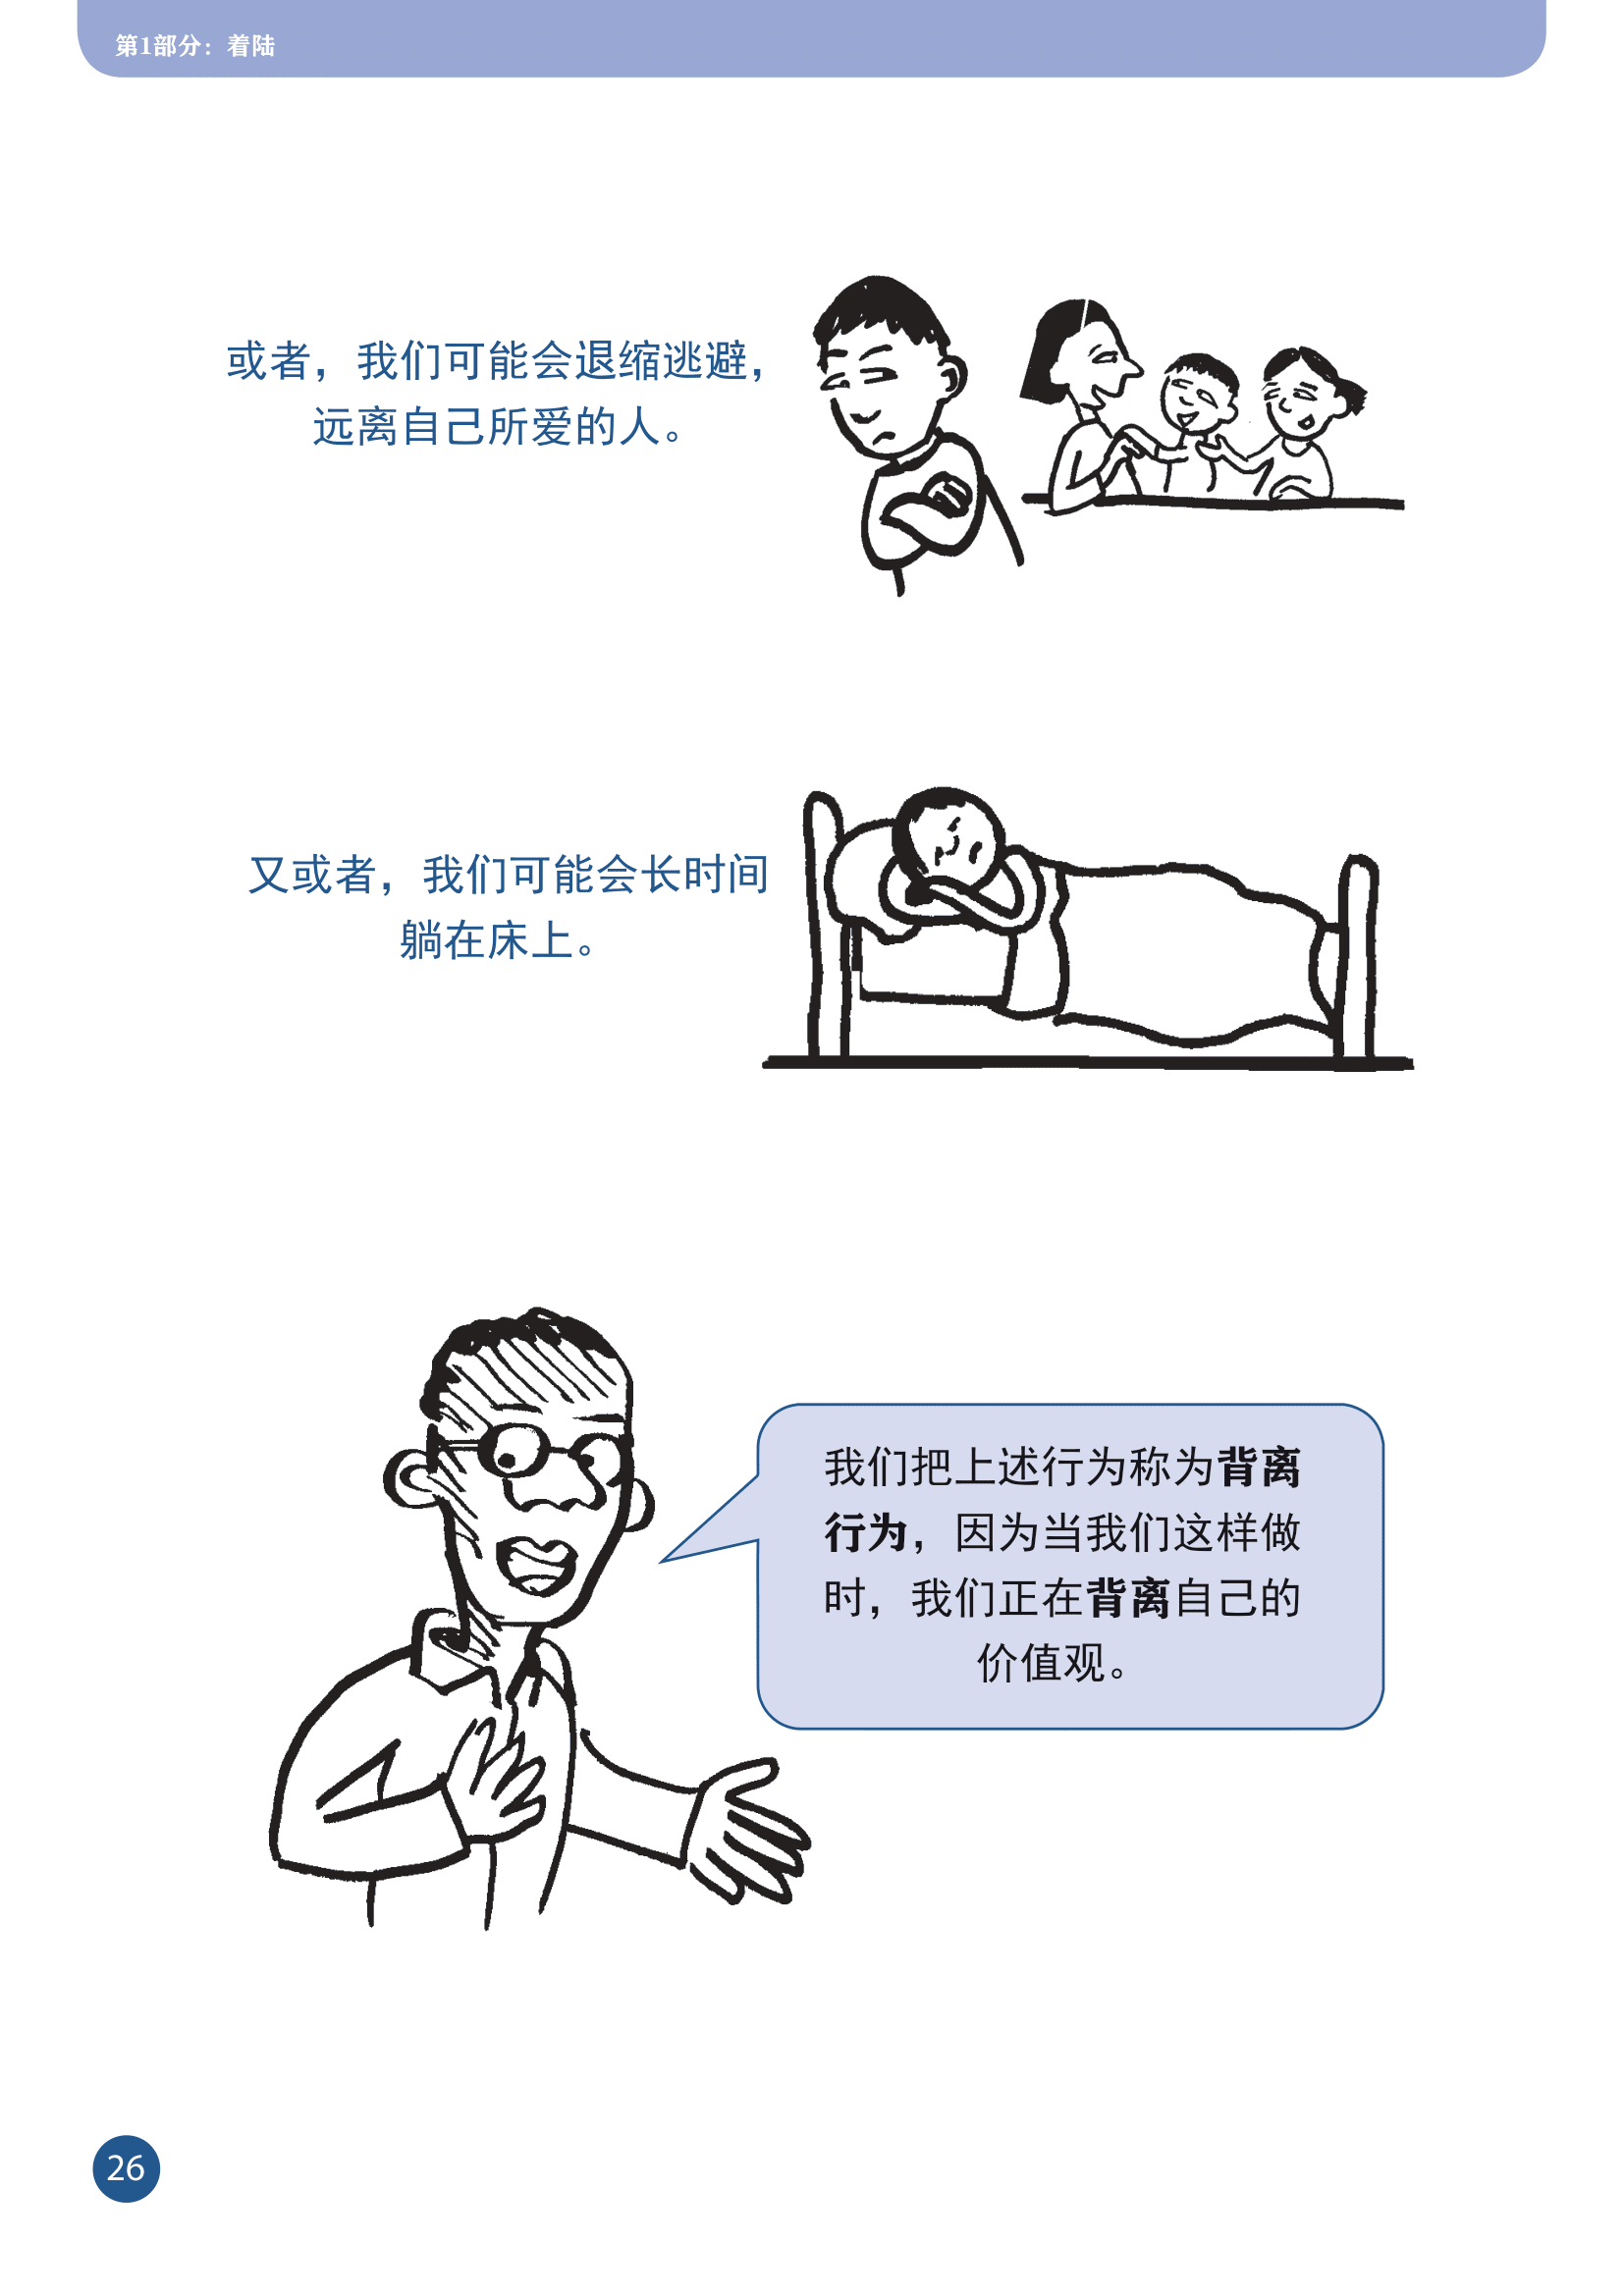 第1部分：着陆
或者，我们可能会退缩逃避，
远离自己所爱的人。
又或者，我们可能会长时间
躺在床上。
我们把上述行为称为背离
行为，因为当我们这样做
时，我们正在背离自己的
价值观。
26